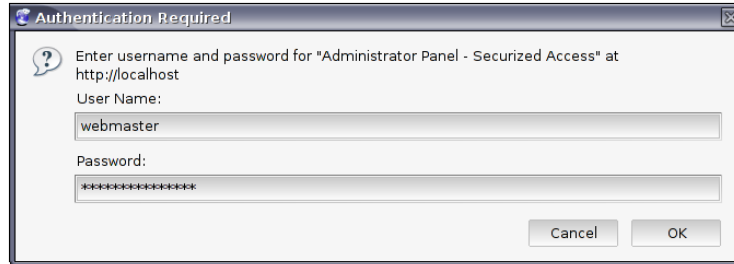 Authentication Required
Enter username and password for "Administrator Panel - Securized Access" at
http://localhost
User Name:
webmaster
Password:
***************
Cancel OK